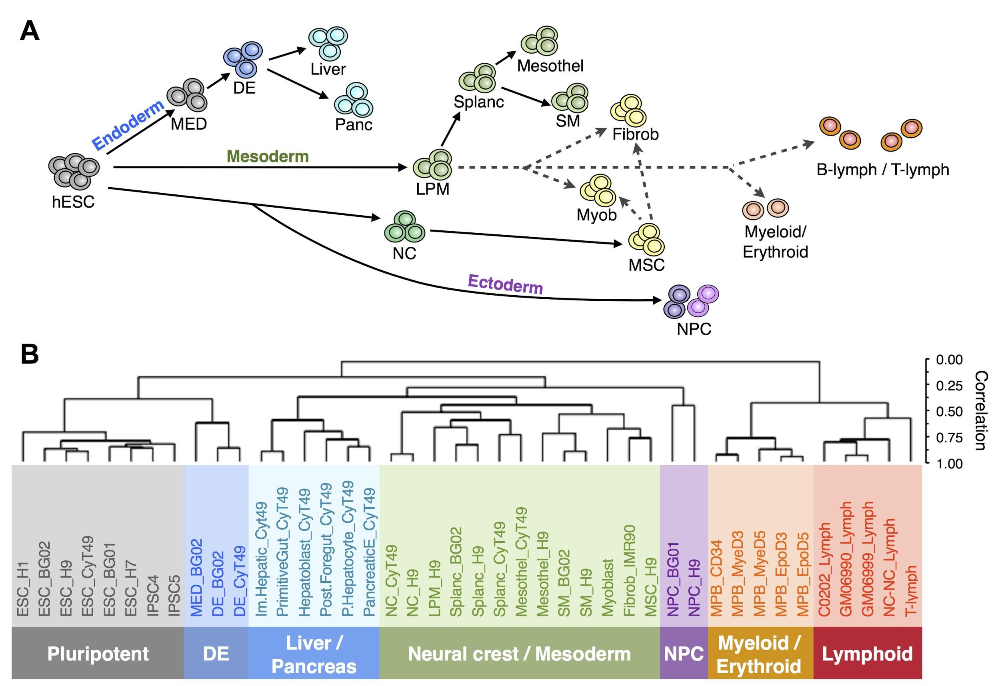 A
Liver
DE
Panc
Endoderm
MED
Mesothel
Splanc
SM
Fibrob
B-lymph / T-lymph
Mesoderm
hESC
LPM
Myob
Myeloid/
Erythroid
NC
MSC
Ectoderm
NPC
B
0.00
0.25
0.50
0.75
1.00
Correlation
ESC_H1
ESC_BG02
ESC_H9
ESC_CyT49
ESC_BG01
ESC_H7
IPSC4
IPSC5
MED_BG02
DE_BG02
DE_CyT49
Im.Hepatic_Cyt49
PrimitiveGut_CyT49
Hepatoblast_CyT49
Post.Foregut_CyT49
P.Hepatocyte_CyT49
PancreaticE_CyT49
NC_CyT49
NC_H9
LPM_H9
Splanc_BG02
Splanc_H9
Splanc_CyT49
Mesothel_CyT49
Mesothel_H9
SM_BG02
SM_H9
Myoblast
Fibrob_IMR90
MSC_H9
NPC_BG01
NPC_H9
MPB_CD34
MPB_MyeD3
MPB_MyeD5
MPB_EpoD3
MPB_EpoD5
C0202_Lymph
GM06990_Lymph
GM06999_Lymph
NC-NC_Lymph
T-lymph
Pluripotent
DE
Liver /
Pancreas
Neural crest / Mesoderm
NPC
Myeloid /
Erythroid
Lymphoid